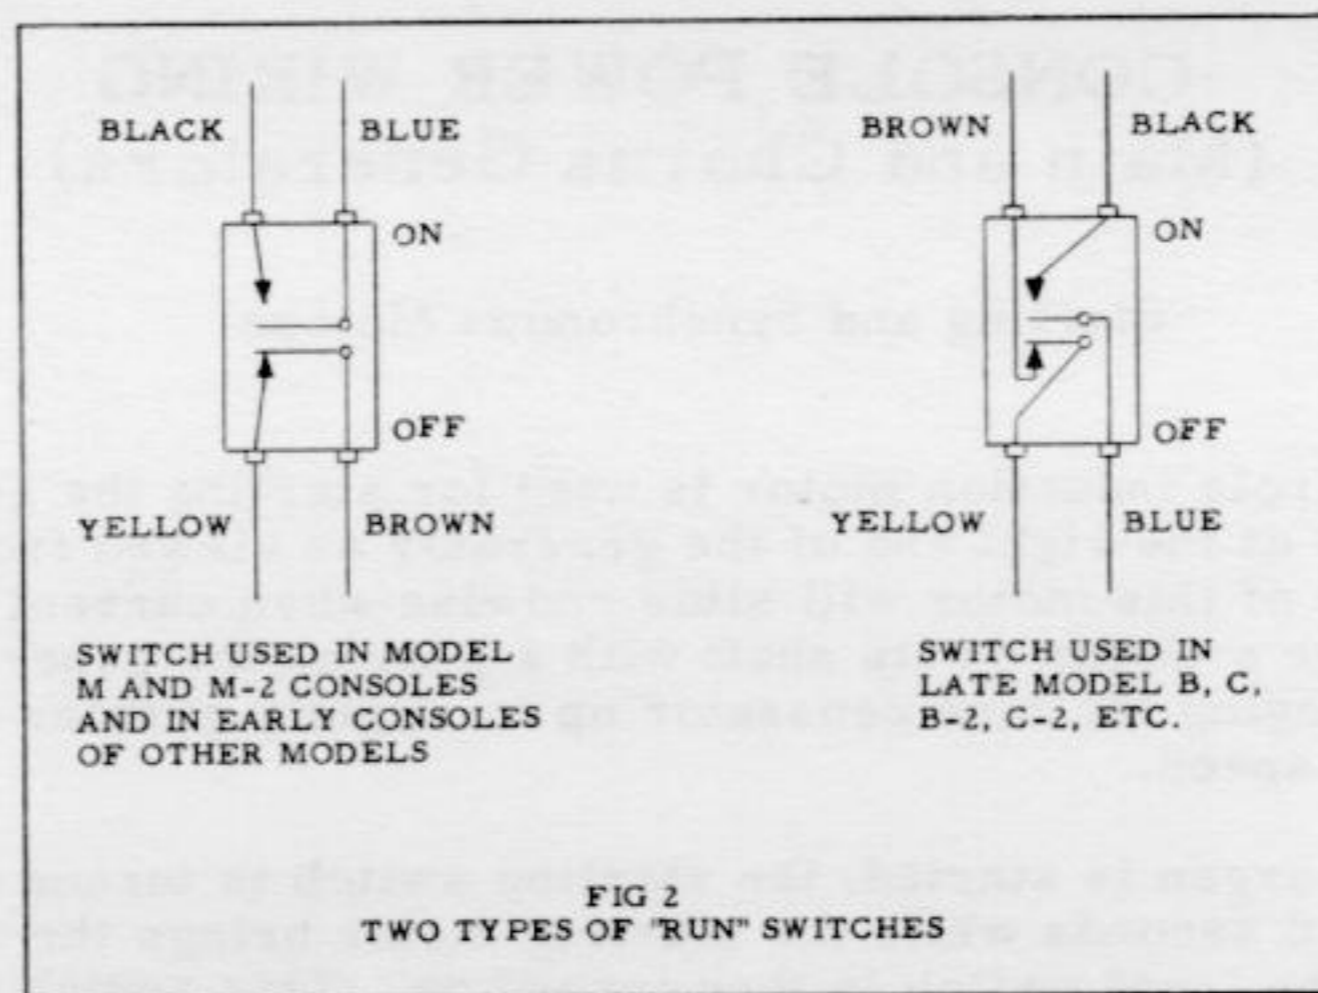 BLACK BLUE
ON
OFF
YELLOW BROWN
SWITCH USED IN MODEL
M AND M-2 CONSOLES
AND IN EARLY CONSOLES
OF OTHER MODELS
BROWN BLACK
ON
OFF
YELLOW BLUE
SWITCH USED IN
LATE MODEL B, C,
B-2, C-2, ETC.
FIG 2
TWO TYPES OF "RUN" SWITCHES